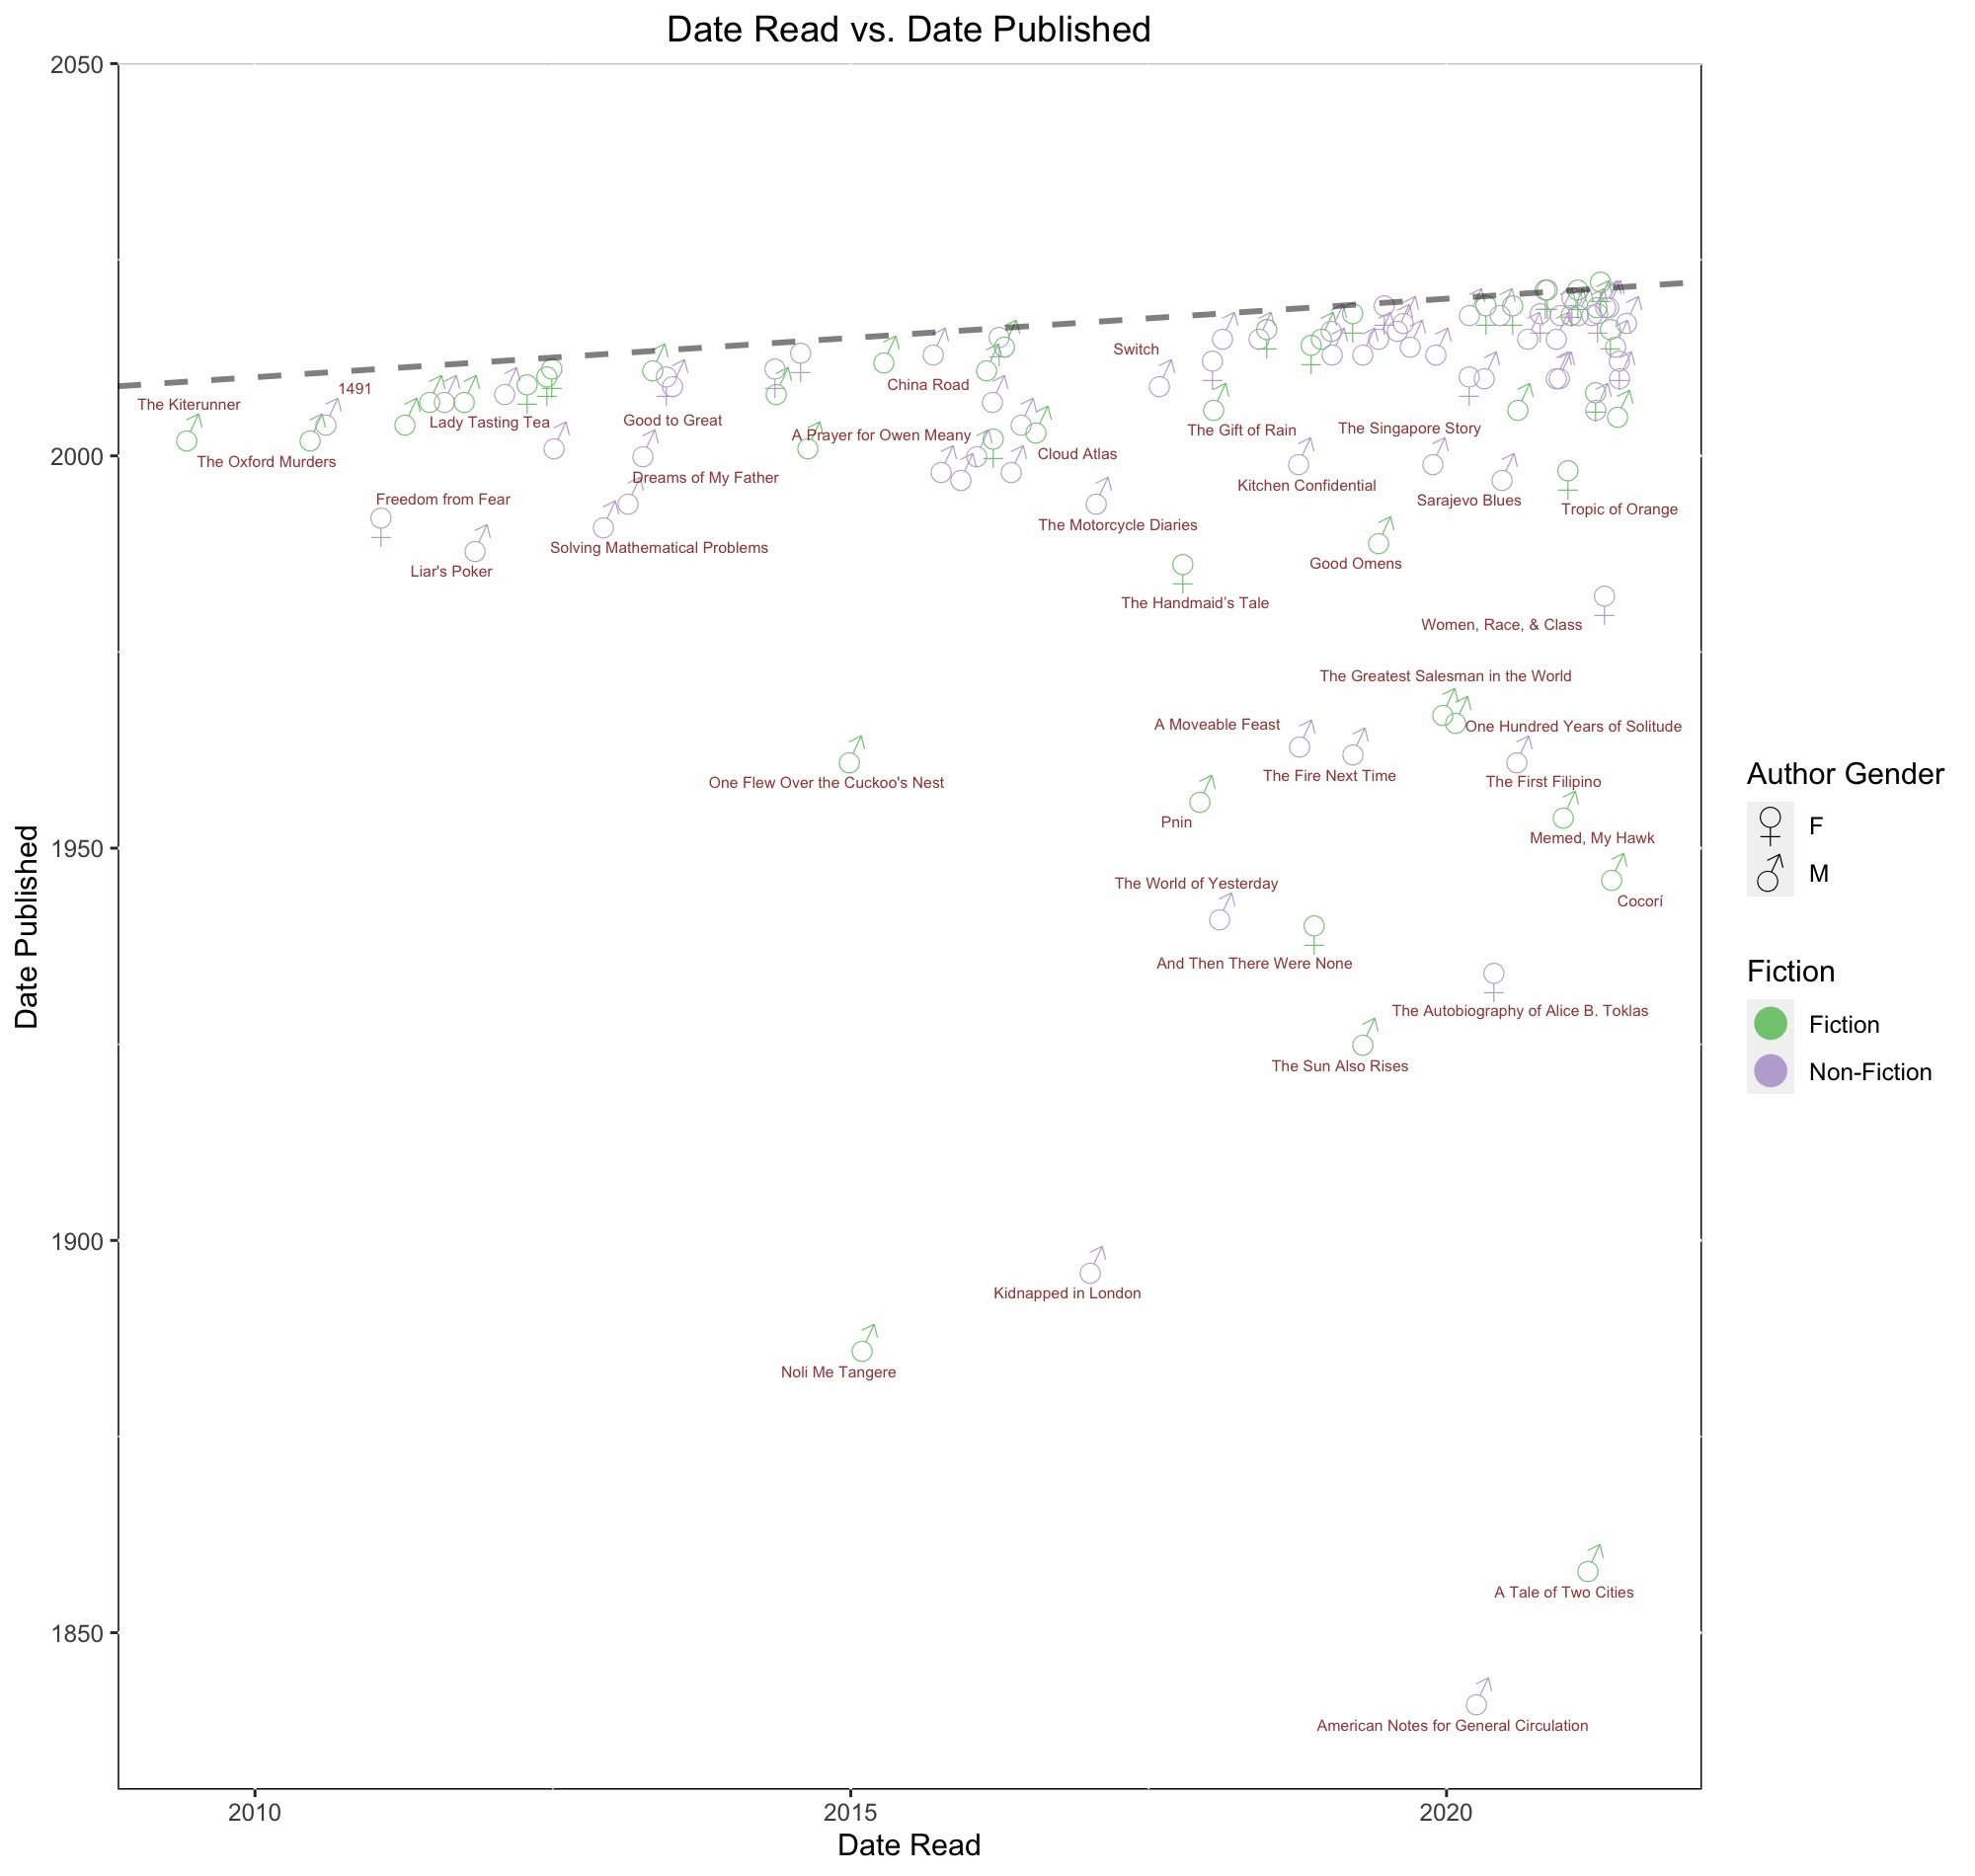 Date Read vs. Date Published
2050
2000
1950
1900
1850
Date Published
2010
2015
2020
Date Read
Switch
1491
China Road
The Kiterunner
Lady Tasting Tea
Good to Great
The Gift of Rain
The Singapore Story
A Prayer for Owen Meany
Cloud Atlas
The Oxford Murders
Dreams of My Father
Kitchen Confidential
Freedom from Fear
Sarajevo Blues
Tropic of Orange
The Motorcycle Diaries
Solving Mathematical Problems
Good Omens
Liar's Poker
The Handmaid's Tale
Women, Race, & Class
The Greatest Salesman in the World
A Moveable Feast
One Hundred Years of Solitude
The Fire Next Time
One Flew Over the Cuckoo's Nest
The First Filipino
Pnin
Memed, My Hawk
The World of Yesterday
Cocorí
And Then There Were None
The Autobiography of Alice B. Toklas
The Sun Also Rises
Kidnapped in London
Noli Me Tangere
A Tale of Two Cities
American Notes for General Circulation
Author Gender
F
M
Fiction
Fiction
Non-Fiction